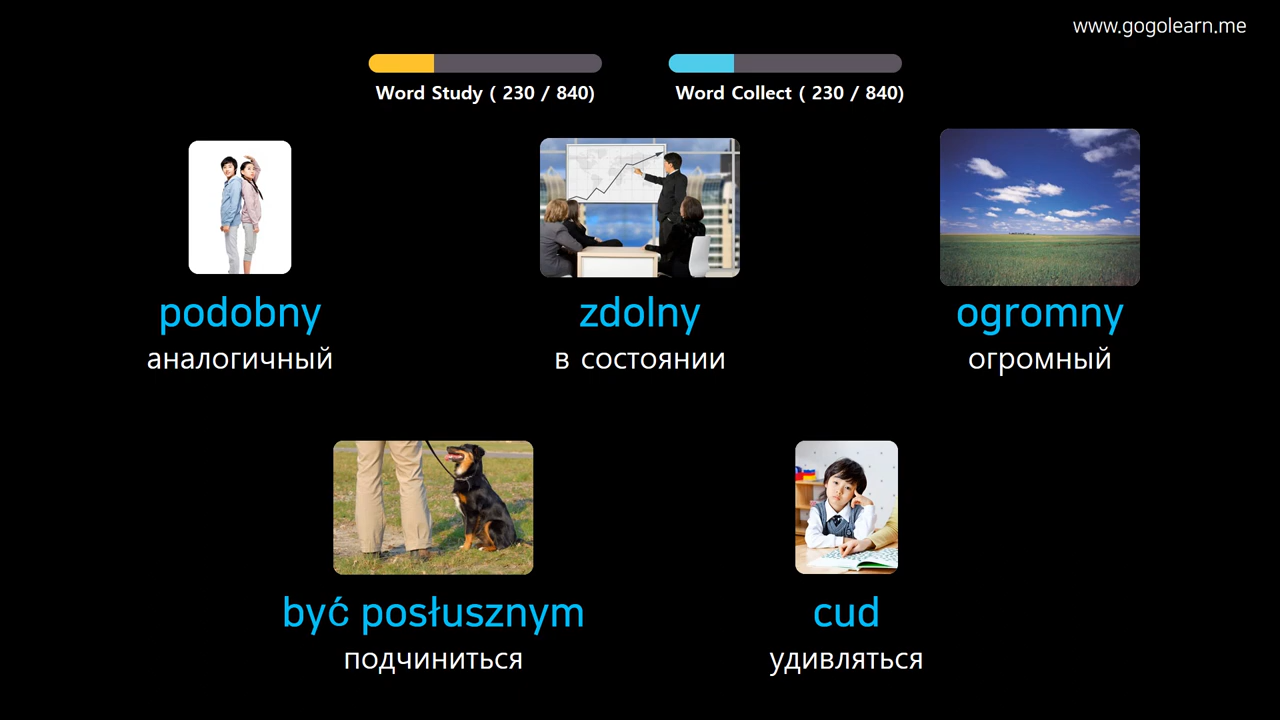 www.gogolearn.me
Word Study ( 230 / 840)
Word Collect ( 230 / 840)
podobny
аналогичный
zdolny
в состоянии
ogromny
огромный
być posłusznym
подчиниться
cud
удивляться